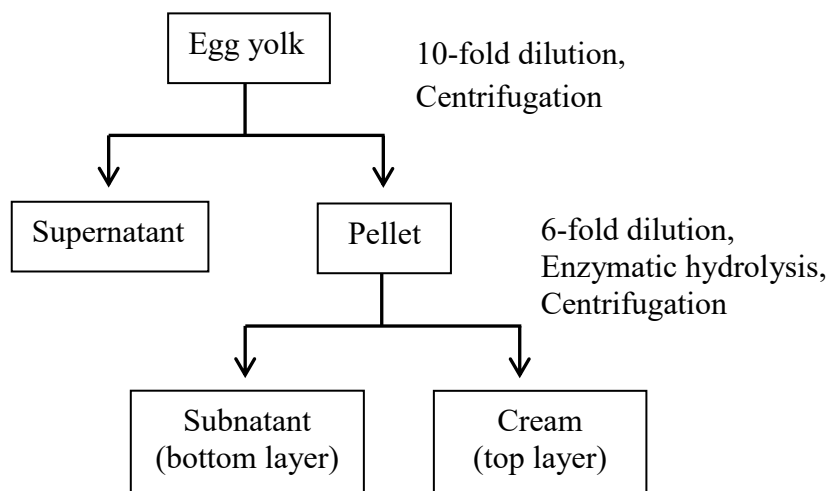 Egg yolk
10-fold dilution,
Centrifugation
Supernatant
Pellet
6-fold dilution,
Enzymatic hydrolysis,
Centrifugation
Subnatant
(bottom layer)
Cream
(top layer)